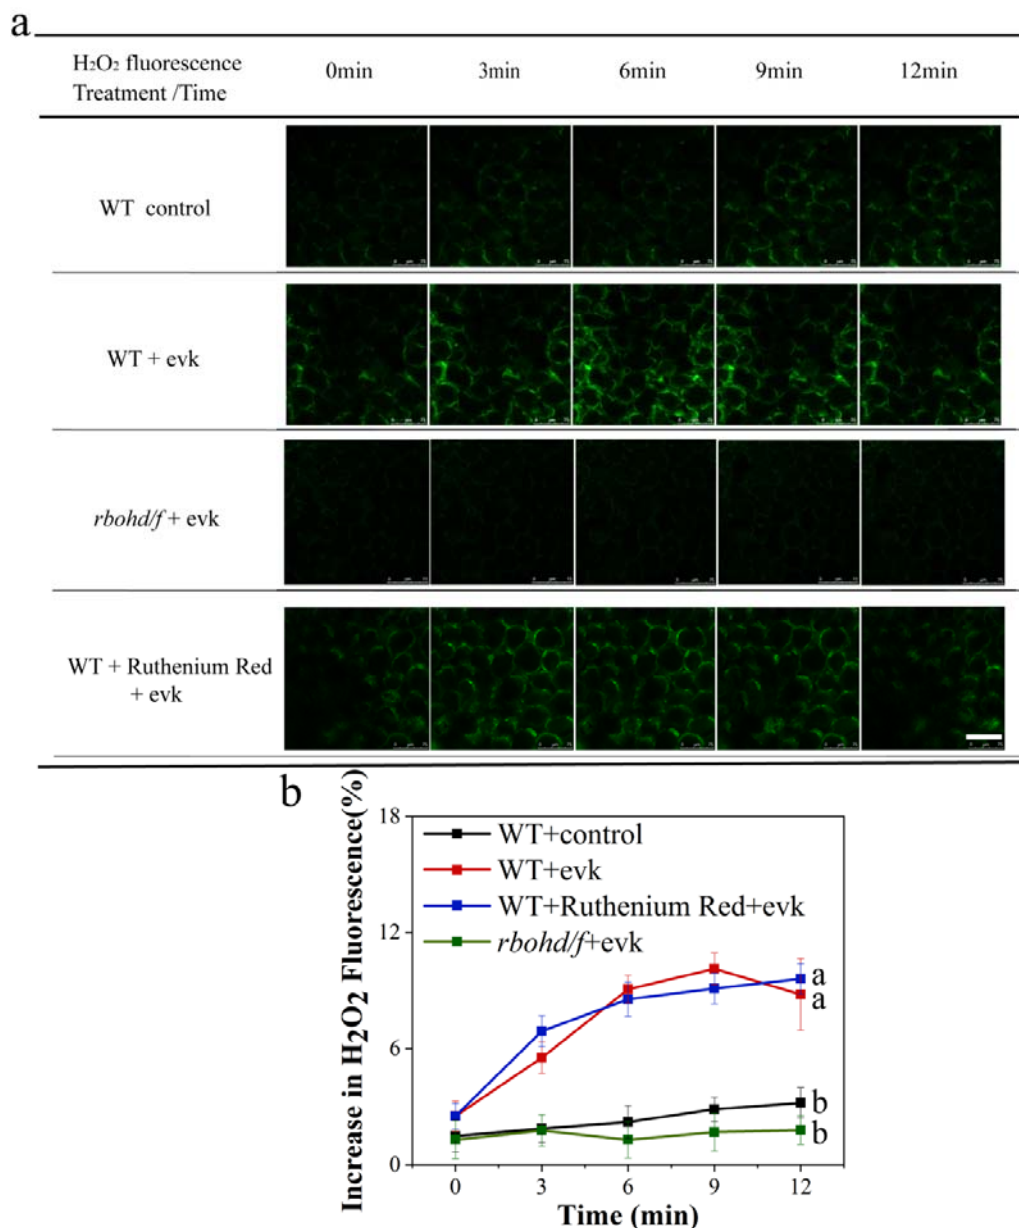 a
H₂O₂ fluorescence
Treatment /Time
0min 3min 6min 9min 12min
WT control
WT + evk
rbohd/f + evk
WT + Ruthenium Red
+ evk
b
Increase in H₂O₂ Fluorescence(%)
18
12
6
0
WT+control
WT+evk
WT+Ruthenium Red+evk
rbohd/f+evk
a
a
b
b
0 3 6 9 12
Time (min)